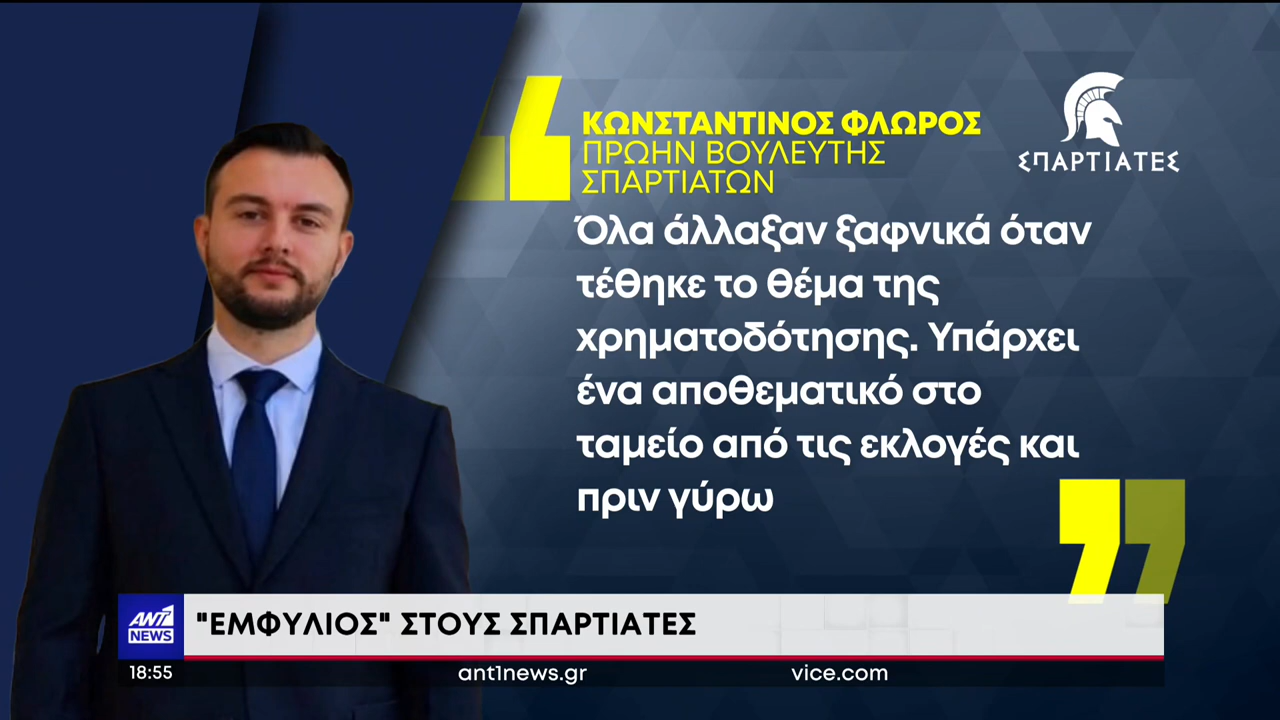 ΚΩΝΣΤΑΝΤΙΝΟΣ ΦΛΩΡΟΣ
ΠΡΩΗΝ ΒΟΥΛΕΥΤΗΣ
ΣΠΑΡΤΙΑΤΩΝ
ΣΠΑΡΤΙΑΤΕΣ
Όλα άλλαξαν ξαφνικά όταν
τέθηκε το θέμα της
χρηματοδότησης. Υπάρχει
ένα αποθεματικό στο
ταμείο από τις εκλογές και
πριν γύρω
ANT1
NEWS
"ΕΜΦΥΛΙΟΣ" ΣΤΟΥΣ ΣΠΑΡΤΙΑΤΕΣ
18:55
ant1news.gr
vice.com